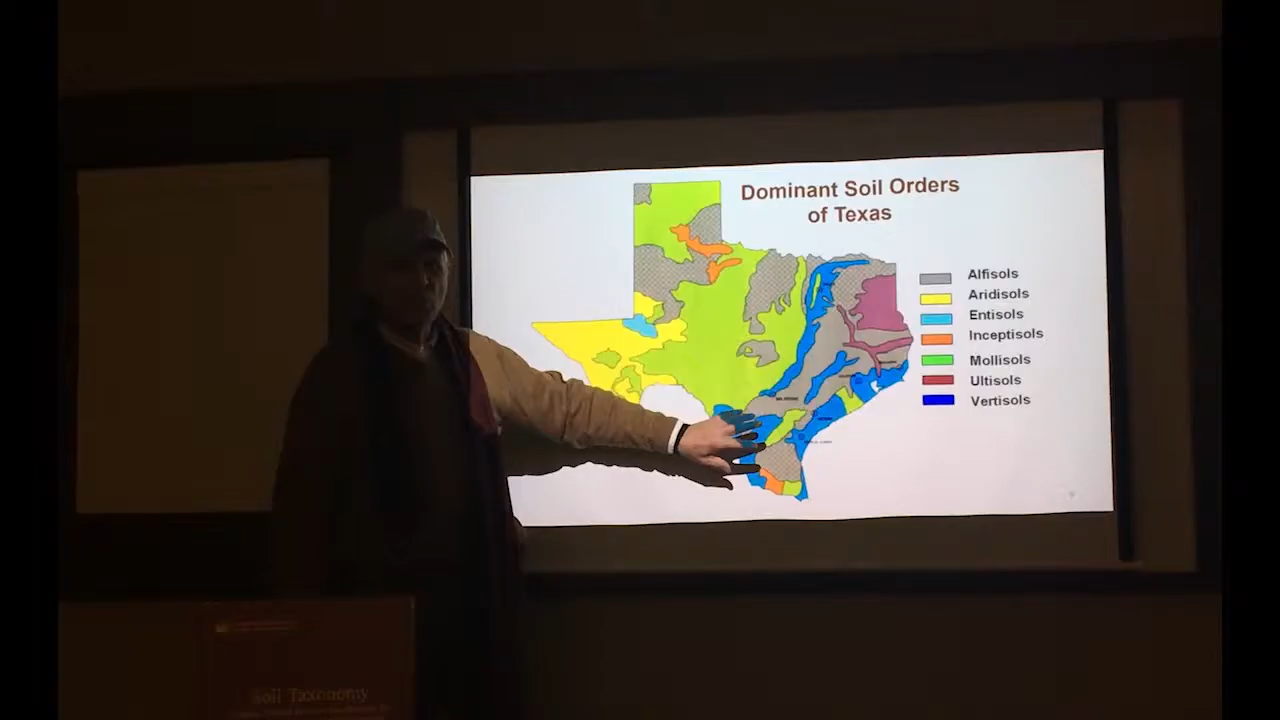 Dominant Soil Orders
of Texas
Alfisols
Aridisols
Entisols
Inceptisols
Mollisols
Ultisols
Vertisols
Soil Taxonomy